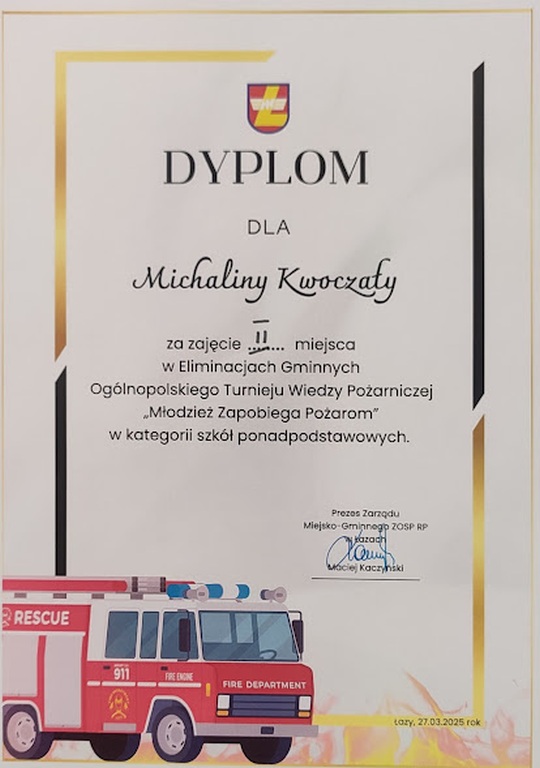 DYPLOM
DLA
Michaliny Kwoczały
za zajęcie ...II... miejsca
w Eliminacjach Gminnych
Ogólnopolskiego Turnieju Wiedzy Pożarniczej
„Młodzież Zapobiega Pożarom”
w kategorii szkół ponadpodstawowych.
Prezes Zarządu
Miejsko-Gminnego ZOSP RP
w Łazach
Maciej Kaczyński
RESCUE
911
FIRE ENGINE
FIRE DEPARTMENT
Łazy, 27.03.2025 rok